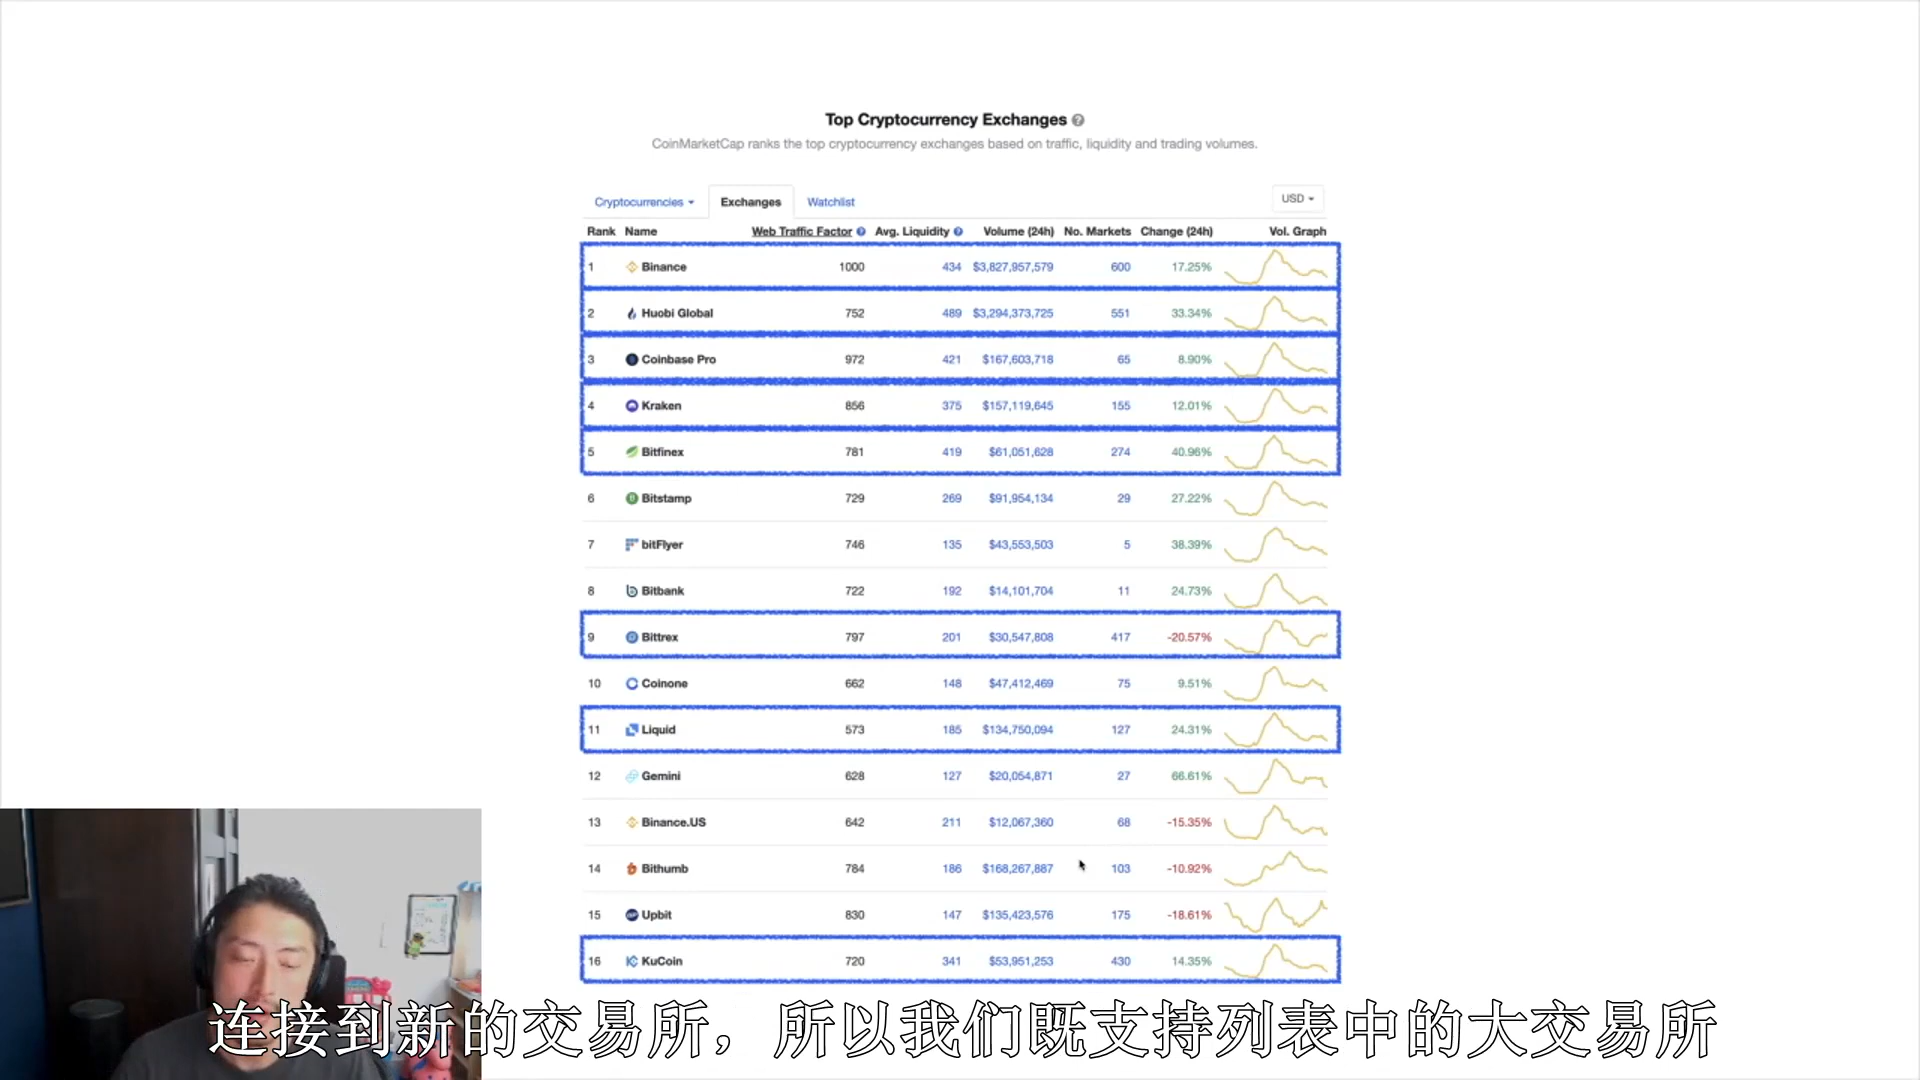 Top Cryptocurrency Exchanges ?
CoinMarketCap ranks the top cryptocurrency exchanges based on traffic, liquidity and trading volumes.
Cryptocurrencies Exchanges Watchlist USD
Rank Name Web Traffic Factor ? Avg. Liquidity ? Volume (24h) No. Markets Change (24h) Vol. Graph
1 Binance 1000 434 $3,827,957,579 600 17.25%
2 Huobi Global 752 489 $3,294,373,725 551 33.34%
3 Coinbase Pro 972 421 $167,603,718 65 8.90%
4 Kraken 856 375 $157,119,645 155 12.01%
5 Bitfinex 781 419 $61,051,628 274 40.96%
6 Bitstamp 729 269 $91,954,134 29 27.22%
7 bitFlyer 746 135 $43,553,503 5 38.39%
8 Bitbank 722 192 $14,101,704 11 24.73%
9 Bittrex 797 201 $30,547,808 417 -20.57%
10 Coinone 662 148 $47,412,469 75 9.51%
11 Liquid 573 185 $134,750,094 127 24.31%
12 Gemini 628 127 $20,054,871 27 66.61%
13 Binance.US 642 211 $12,067,360 68 -15.35%
14 Bithumb 784 186 $168,267,887 103 -10.92%
15 Upbit 830 147 $135,423,576 175 -18.61%
16 KuCoin 720 341 $53,951,253 430 14.35%
连接到新的交易所，所以我们既支持列表中的大交易所